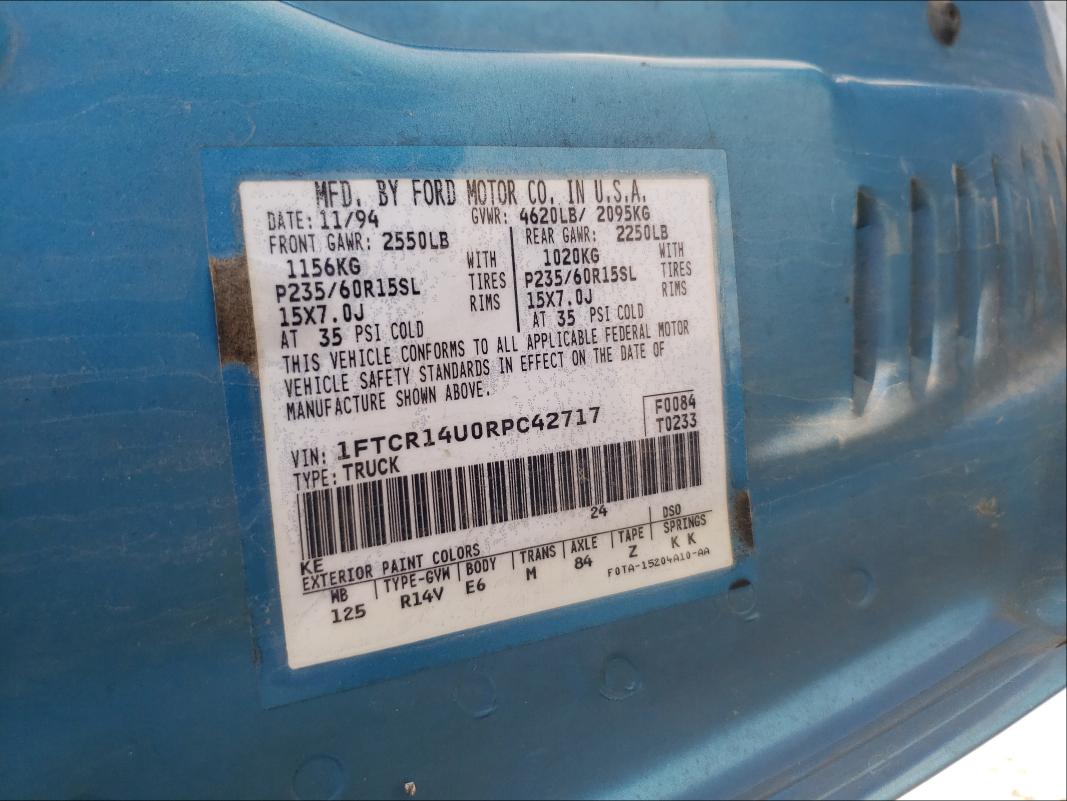 MFD. BY FORD MOTOR CO. IN U.S.A.
DATE: 11/94 GVWR: 4620LB/ 2095KG
FRONT GAWR: 2550LB REAR GAWR: 2250LB
1156KG WITH 1020KG WITH
P235/60R15SL TIRES P235/60R15SL TIRES
15X7.0J RIMS 15X7.0J RIMS
AT 35 PSI COLD AT 35 PSI COLD
THIS VEHICLE CONFORMS TO ALL APPLICABLE FEDERAL MOTOR
VEHICLE SAFETY STANDARDS IN EFFECT ON THE DATE OF
MANUFACTURE SHOWN ABOVE.
VIN: 1FTCR14U0RPC42717 F0084
TYPE: TRUCK T0233
24
KE DSO
EXTERIOR PAINT COLORS
WB TYPE-GVW BODY TRANS AXLE TAPE SPRINGS
125 R14V E6 M 84 Z K K
F0TA-15204A10-AA